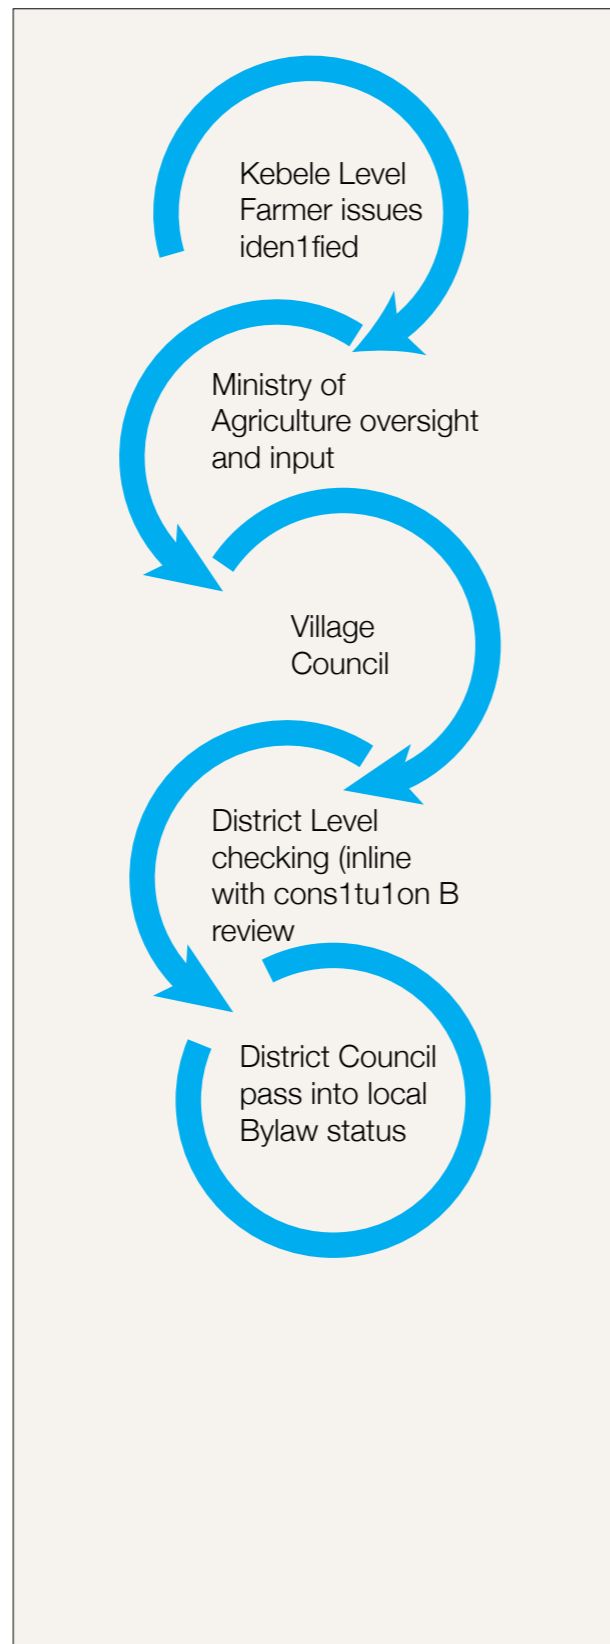 Kebele Level
Farmer issues
iden1fied
Ministry of
Agriculture oversight
and input
Village
Council
District Level
checking (inline
with cons1tu1on B
review
District Council
pass into local
Bylaw status